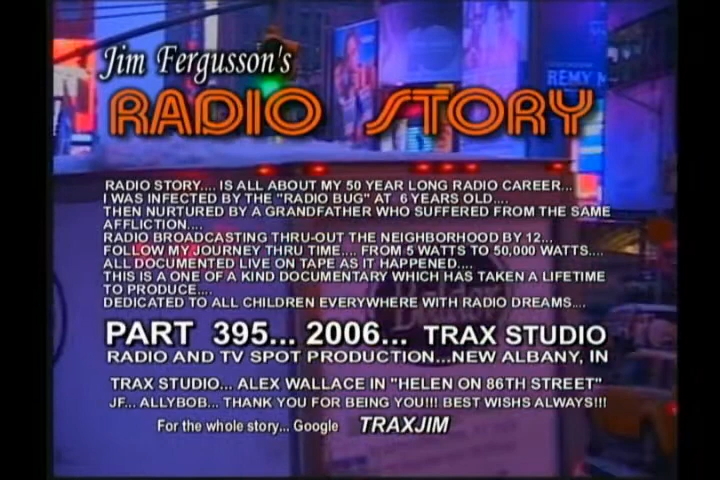 Jim Fergusson's
RADIO STORY
REMY M
RADIO STORY.... IS ALL ABOUT MY 50 YEAR LONG RADIO CAREER...
I WAS INFECTED BY THE "RADIO BUG" AT 6 YEARS OLD....
THEN NURTURED BY A GRANDFATHER WHO SUFFERED FROM THE SAME
AFFLICTION....
RADIO BROADCASTING THRU-OUT THE NEIGHBORHOOD BY 12...
FOLLOW MY JOURNEY THRU TIME.... FROM 5 WATTS TO 50,000 WATTS....
ALL DOCUMENTED LIVE ON TAPE AS IT HAPPENED....
THIS IS A ONE OF A KIND DOCUMENTARY WHICH HAS TAKEN A LIFETIME
TO PRODUCE....
DEDICATED TO ALL CHILDREN EVERYWHERE WITH RADIO DREAMS....
PART 395... 2006... TRAX STUDIO
RADIO AND TV SPOT PRODUCTION...NEW ALBANY, IN
TRAX STUDIO... ALEX WALLACE IN "HELEN ON 86TH STREET"
JF... ALLYBOB... THANK YOU FOR BEING YOU!!! BEST WISHS ALWAYS!!!
For the whole story... Google TRAXJIM